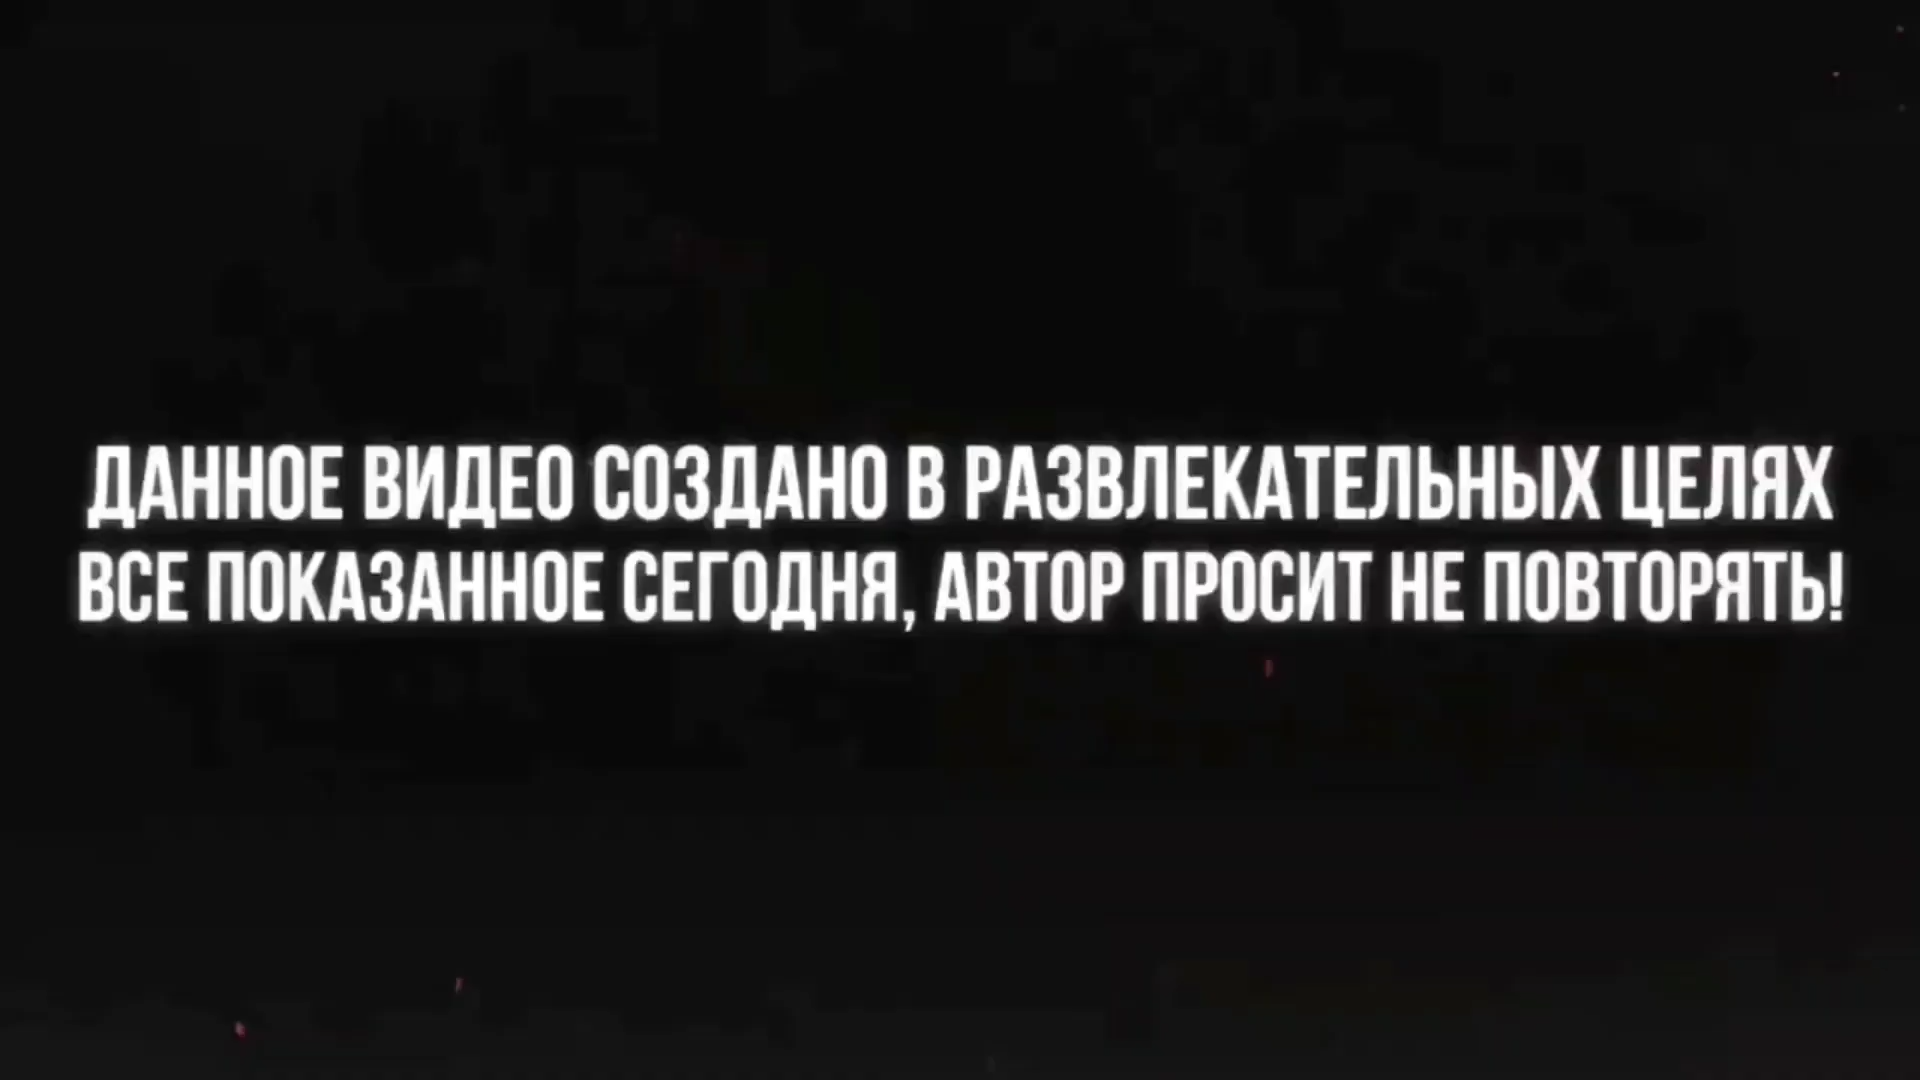 ДАННОЕ ВИДЕО СОЗДАНО В РАЗВЛЕКАТЕЛЬНЫХ ЦЕЛЯХ
ВСЕ ПОКАЗАННОЕ СЕГОДНЯ, АВТОР ПРОСИТ НЕ ПОВТОРЯТЬ!